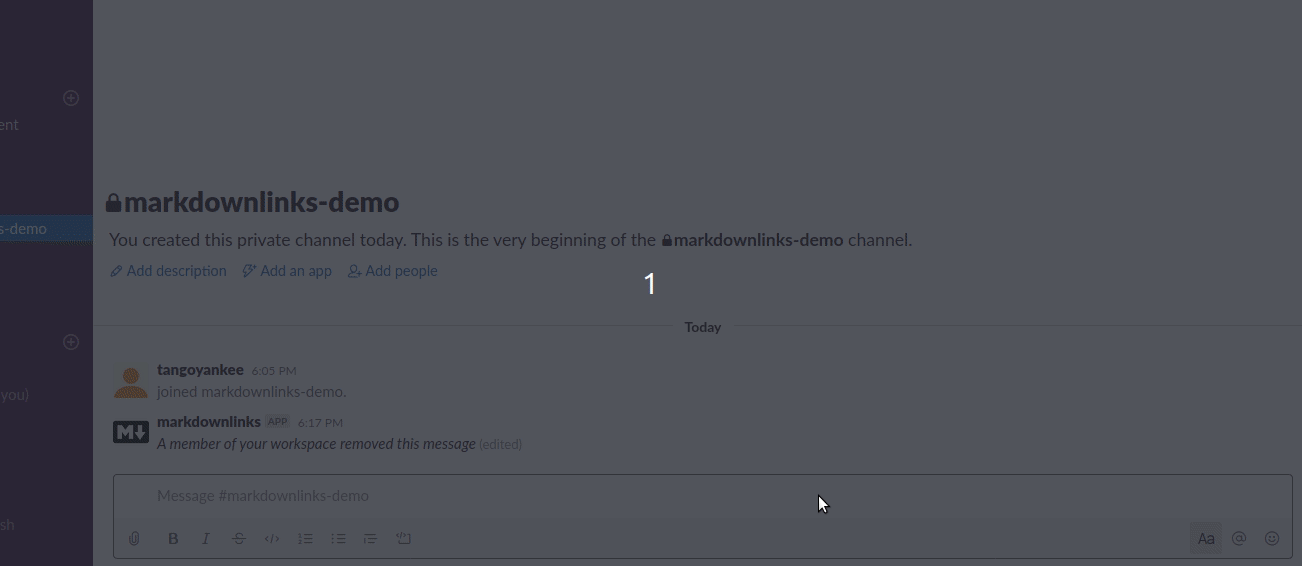 ent
s-demo
you)
sh
markdownlinks-demo
You created this private channel today. This is the very beginning of the markdownlinks-demo channel.
Add description Add an app Add people
1
Today
tangoyankee 6:05 PM
joined markdownlinks-demo.
M
markdownlinks APP 6:17 PM
A member of your workspace removed this message (edited)
Message #markdownlinks-demo
B I S </> Aa @